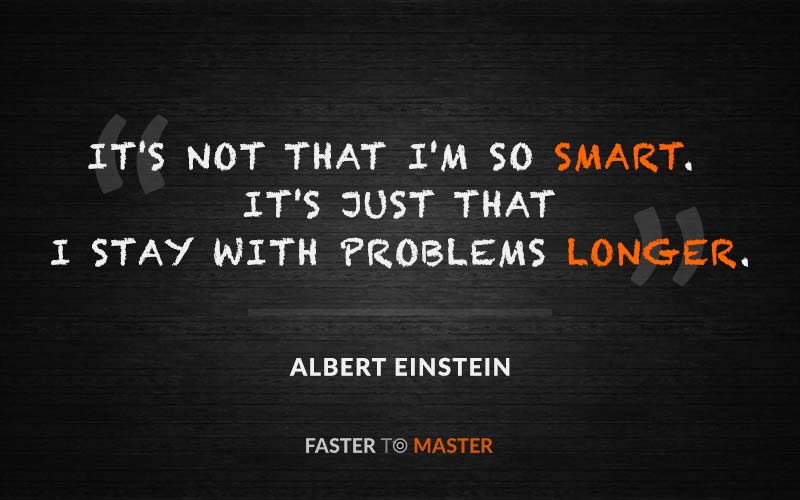 “IT'S NOT THAT I'M SO SMART.
IT'S JUST THAT
I STAY WITH PROBLEMS LONGER.”
ALBERT EINSTEIN
FASTER TO MASTER